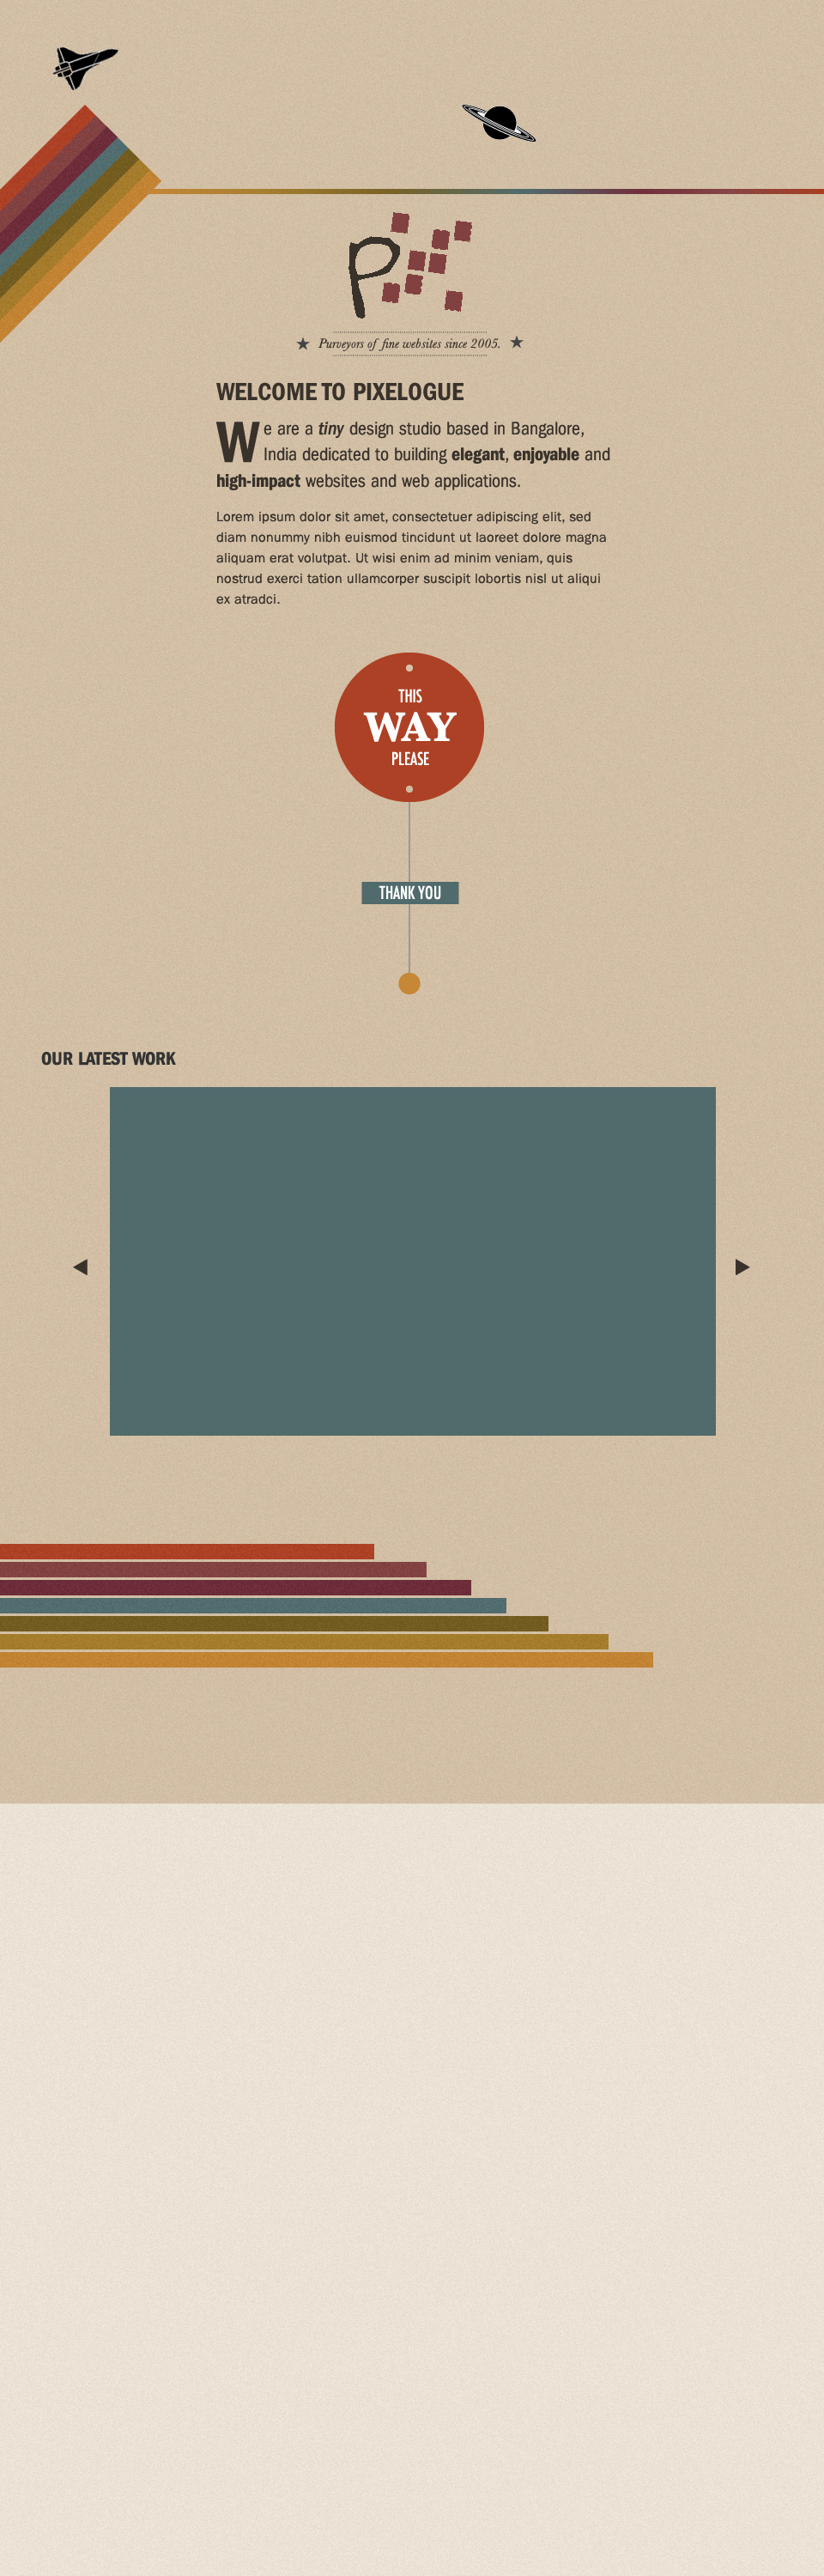 P
★ Purveyors of fine websites since 2005. ★
WELCOME TO PIXELOGUE
We are a tiny design studio based in Bangalore,
India dedicated to building elegant, enjoyable and
high-impact websites and web applications.
Lorem ipsum dolor sit amet, consectetuer adipiscing elit, sed
diam nonummy nibh euismod tincidunt ut laoreet dolore magna
aliquam erat volutpat. Ut wisi enim ad minim veniam, quis
nostrud exerci tation ullamcorper suscipit lobortis nisl ut aliqui
ex atradci.
THIS
WAY
PLEASE
THANK YOU
OUR LATEST WORK